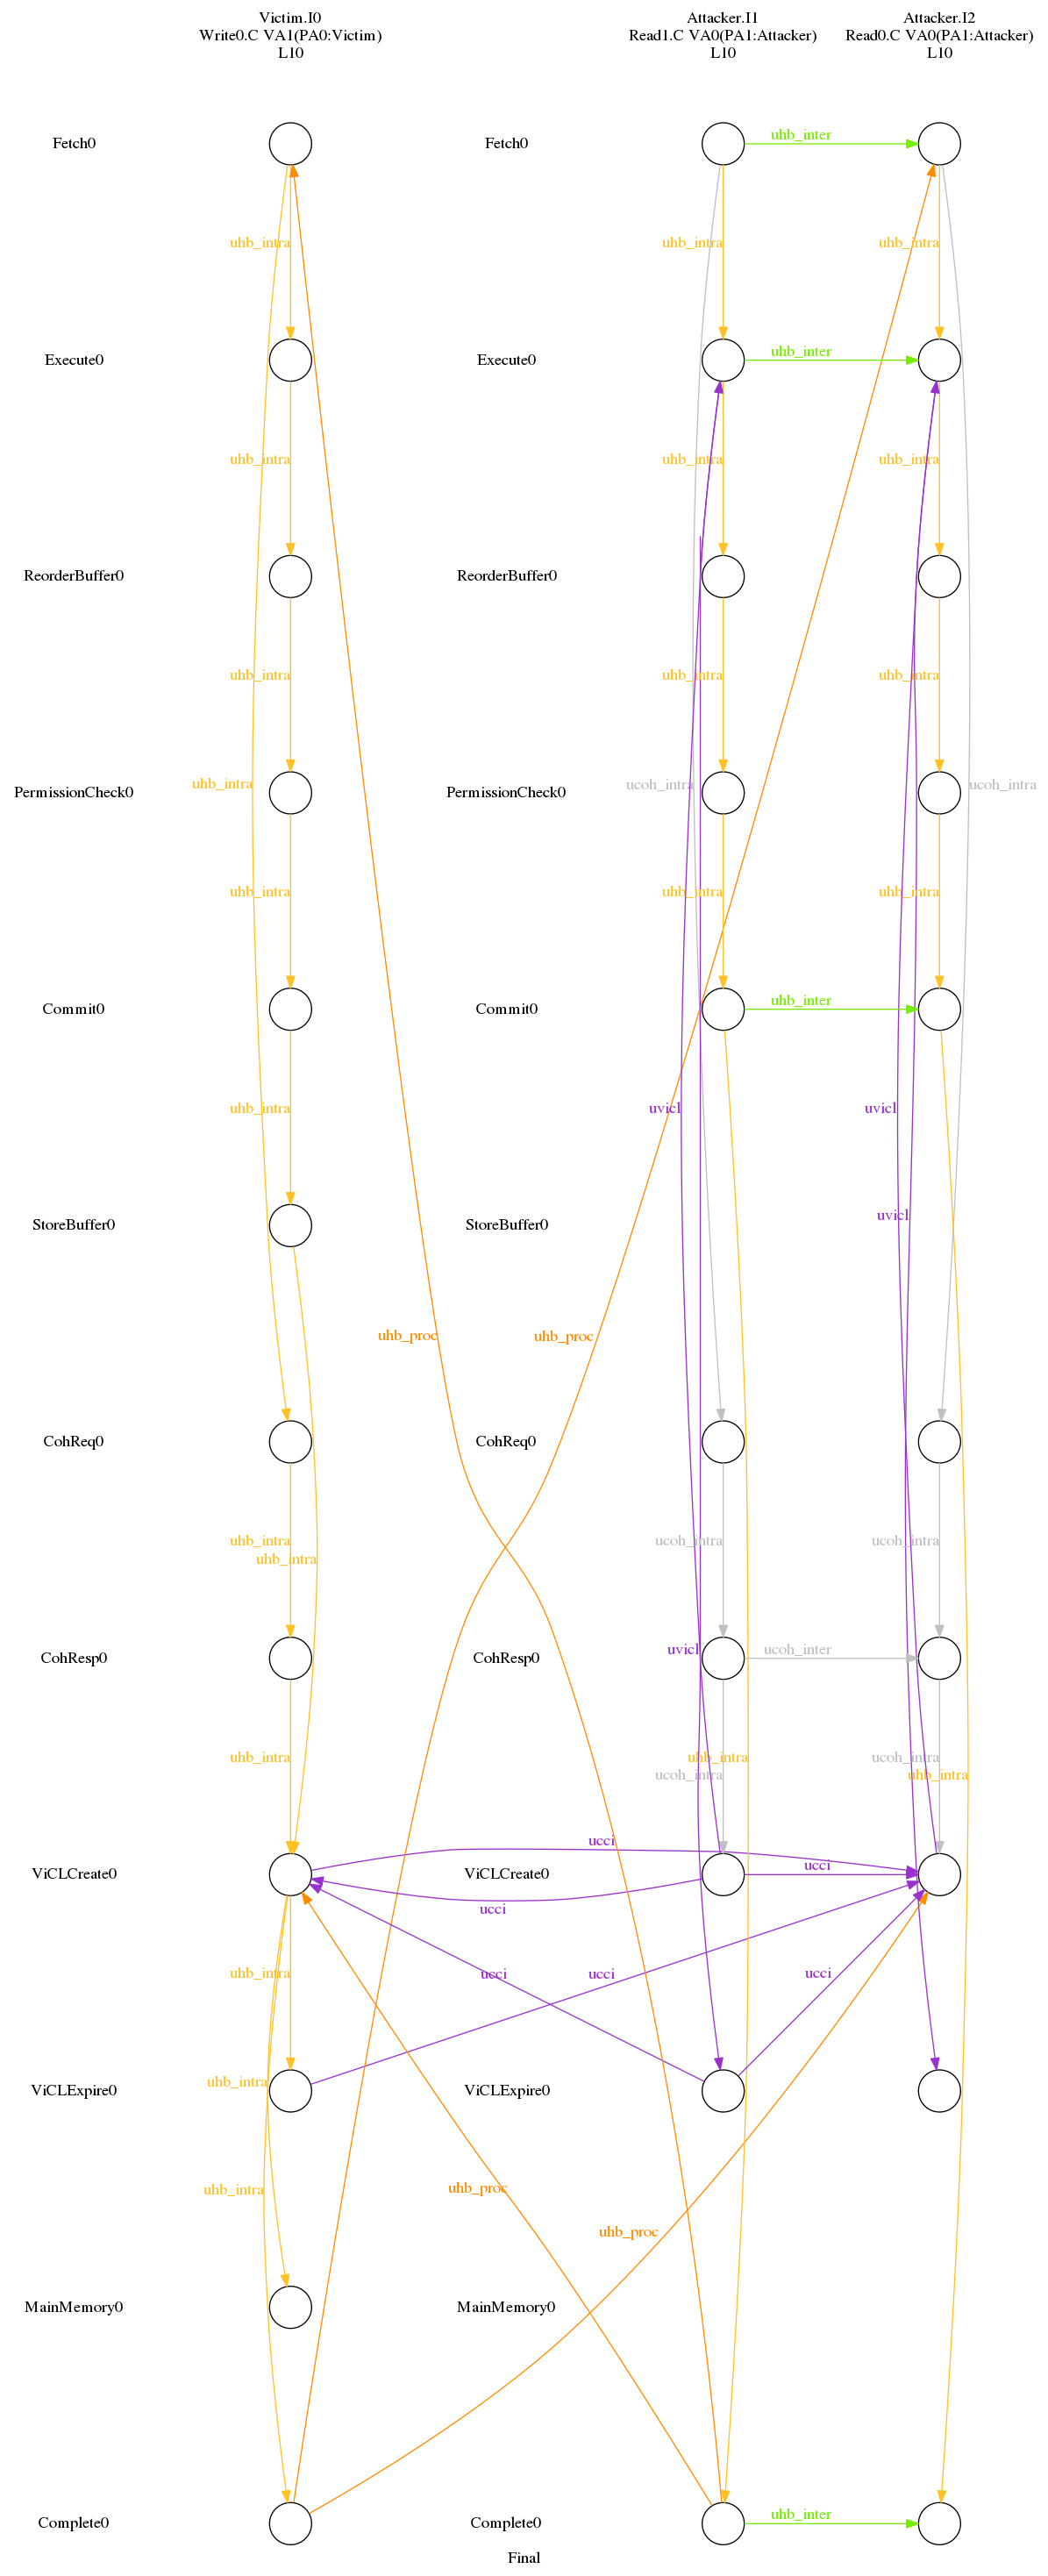 Victim.I0
Write0.C VA1(PA0:Victim)
L10
Attacker.I1
Read1.C VA0(PA1:Attacker)
L10
Attacker.I2
Read0.C VA0(PA1:Attacker)
L10
Fetch0
Fetch0
uhb_inter
uhb_intra
uhb_intra
uhb_intra
Execute0
Execute0
uhb_inter
uhb_intra
uhb_intra
uhb_intra
ReorderBuffer0
ReorderBuffer0
uhb_intra
uhb_intra
uhb_intra
uhb_intra
ucoh_intra
ucoh_intra
PermissionCheck0
PermissionCheck0
uhb_intra
uhb_intra
uhb_intra
Commit0
Commit0
uhb_inter
uhb_intra
uvicl
uvicl
uvicl
StoreBuffer0
StoreBuffer0
uhb_proc
uhb_proc
CohReq0
CohReq0
uhb_intra
uhb_intra
ucoh_intra
ucoh_intra
CohResp0
CohResp0
uvicl
ucoh_inter
uhb_intra
uhb_intra
ucoh_intra
ucoh_intra
uhb_intra
ucci
ViCLCreate0
ViCLCreate0
ucci
ucci
uhb_intra
ucci
ucci
ucci
uhb_intra
ViCLExpire0
ViCLExpire0
uhb_intra
uhb_proc
uhb_proc
MainMemory0
MainMemory0
Complete0
Complete0
uhb_inter
Final